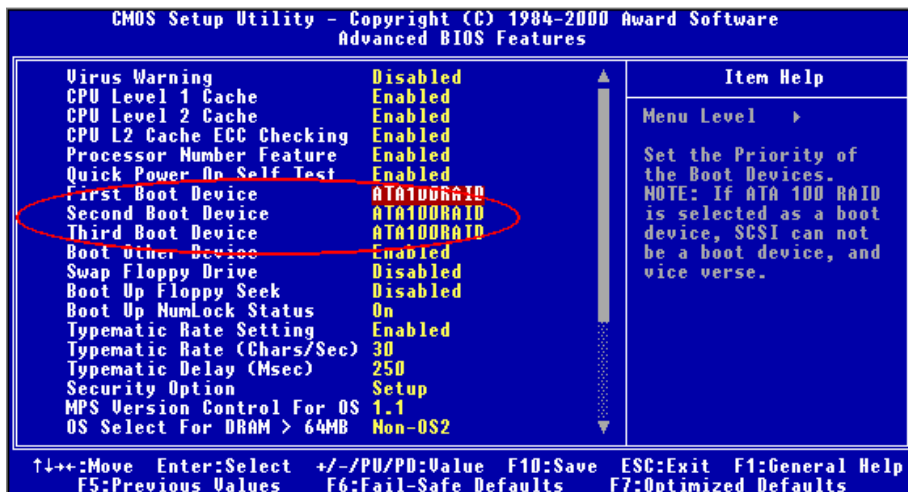 CMOS Setup Utility - Copyright (C) 1984-2000 Award Software
Advanced BIOS Features
Virus Warning Disabled
CPU Level 1 Cache Enabled
CPU Level 2 Cache Enabled
CPU L2 Cache ECC Checking Enabled
Processor Number Feature Enabled
Quick Power On Self Test Enabled
First Boot Device ATA100RAID
Second Boot Device ATA100RAID
Third Boot Device ATA100RAID
Boot Other Device Enabled
Swap Floppy Drive Disabled
Boot Up Floppy Seek Disabled
Boot Up NumLock Status On
Typematic Rate Setting Enabled
Typematic Rate (Chars/Sec) 30
Typematic Delay (Msec) 250
Security Option Setup
MPS Version Control For OS 1.1
OS Select For DRAM > 64MB Non-OS2
Item Help
Menu Level ▸
Set the Priority of
the Boot Devices.
NOTE: If ATA 100 RAID
is selected as a boot
device, SCSI can not
be a boot device, and
vice verse.
↑↓→←:Move Enter:Select +/-/PU/PD:Value F10:Save ESC:Exit F1:General Help
F5:Previous Values F6:Fail-Safe Defaults F7:Optimized Defaults